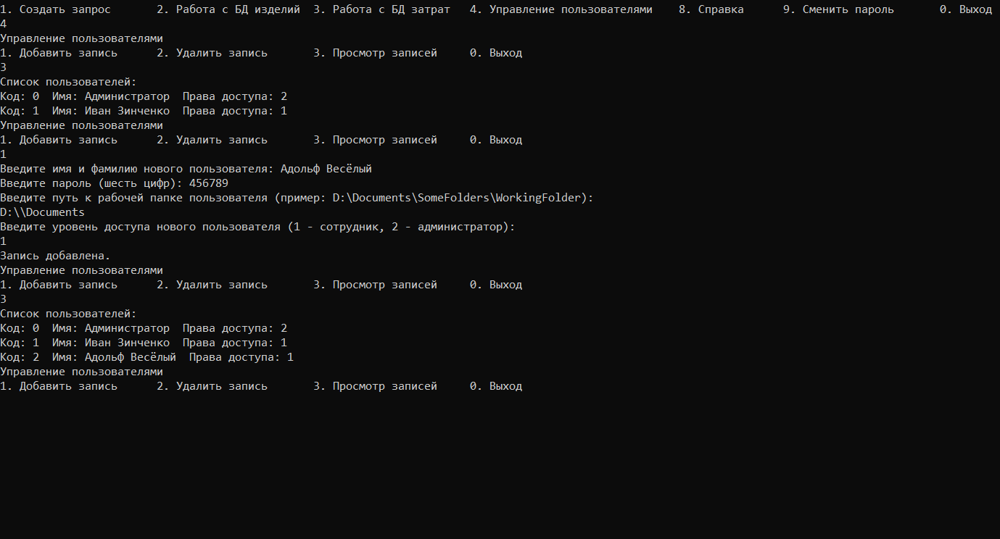 1. Создать запрос 2. Работа с БД изделий 3. Работа с БД затрат 4. Управление пользователями 8. Справка 9. Сменить пароль 0. Выход
4
Управление пользователями
1. Добавить запись 2. Удалить запись 3. Просмотр записей 0. Выход
3
Список пользователей:
Код: 0 Имя: Администратор Права доступа: 2
Код: 1 Имя: Иван Зинченко Права доступа: 1
Управление пользователями
1. Добавить запись 2. Удалить запись 3. Просмотр записей 0. Выход
1
Введите имя и фамилию нового пользователя: Адольф Весёлый
Введите пароль (шесть цифр): 456789
Введите путь к рабочей папке пользователя (пример: D:\Documents\SomeFolders\WorkingFolder):
D:\\Documents
Введите уровень доступа нового пользователя (1 - сотрудник, 2 - администратор):
1
Запись добавлена.
Управление пользователями
1. Добавить запись 2. Удалить запись 3. Просмотр записей 0. Выход
3
Список пользователей:
Код: 0 Имя: Администратор Права доступа: 2
Код: 1 Имя: Иван Зинченко Права доступа: 1
Код: 2 Имя: Адольф Весёлый Права доступа: 1
Управление пользователями
1. Добавить запись 2. Удалить запись 3. Просмотр записей 0. Выход